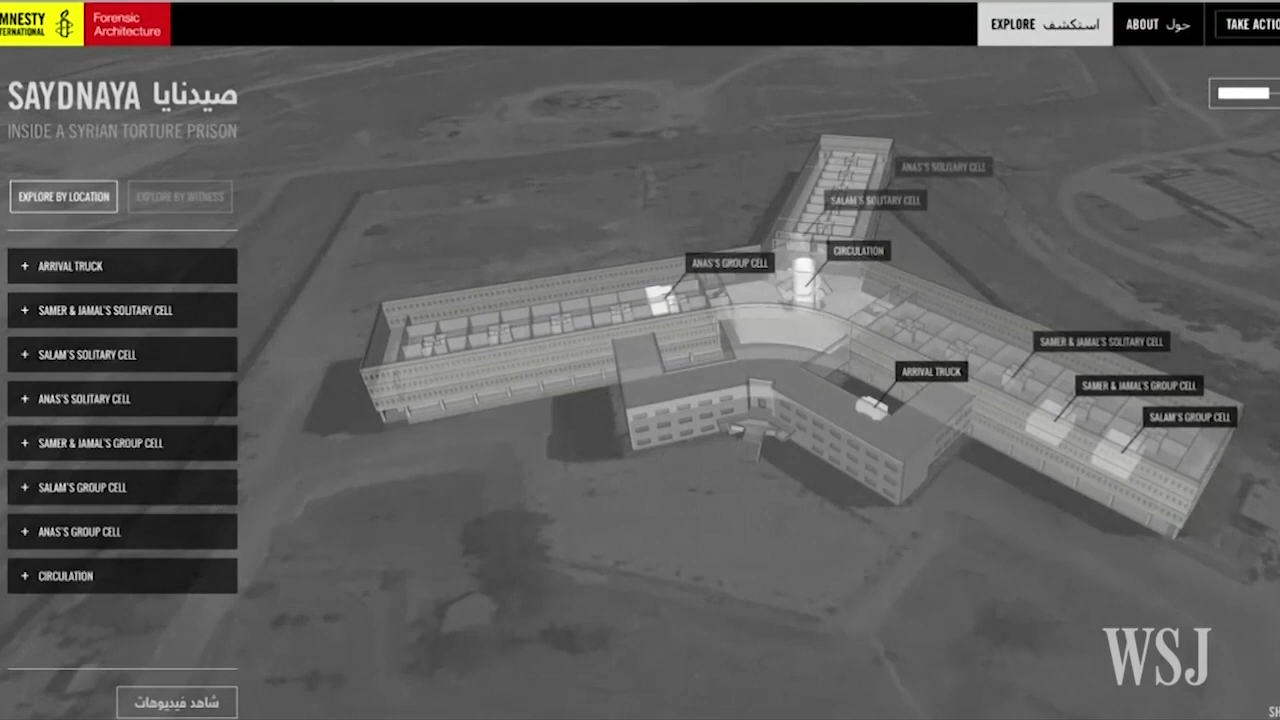 MNESTY
TERNATIONAL
Forensic
Architecture
EXPLORE استكشف
ABOUT حول
TAKE ACTIO
SAYDNAYA صيدنايا
INSIDE A SYRIAN TORTURE PRISON
EXPLORE BY LOCATION
EXPLORE BY WITNESS
+ ARRIVAL TRUCK
+ SAMER & JAMAL'S SOLITARY CELL
+ SALAM'S SOLITARY CELL
+ ANAS'S SOLITARY CELL
+ SAMER & JAMAL'S GROUP CELL
+ SALAM'S GROUP CELL
+ ANAS'S GROUP CELL
+ CIRCULATION
شاهد فيديوهات
ANAS'S SOLITARY CELL
SALAM'S SOLITARY CELL
CIRCULATION
ANAS'S GROUP CELL
SAMER & JAMAL'S SOLITARY CELL
ARRIVAL TRUCK
SAMER & JAMAL'S GROUP CELL
SALAM'S GROUP CELL
WSJ
SH